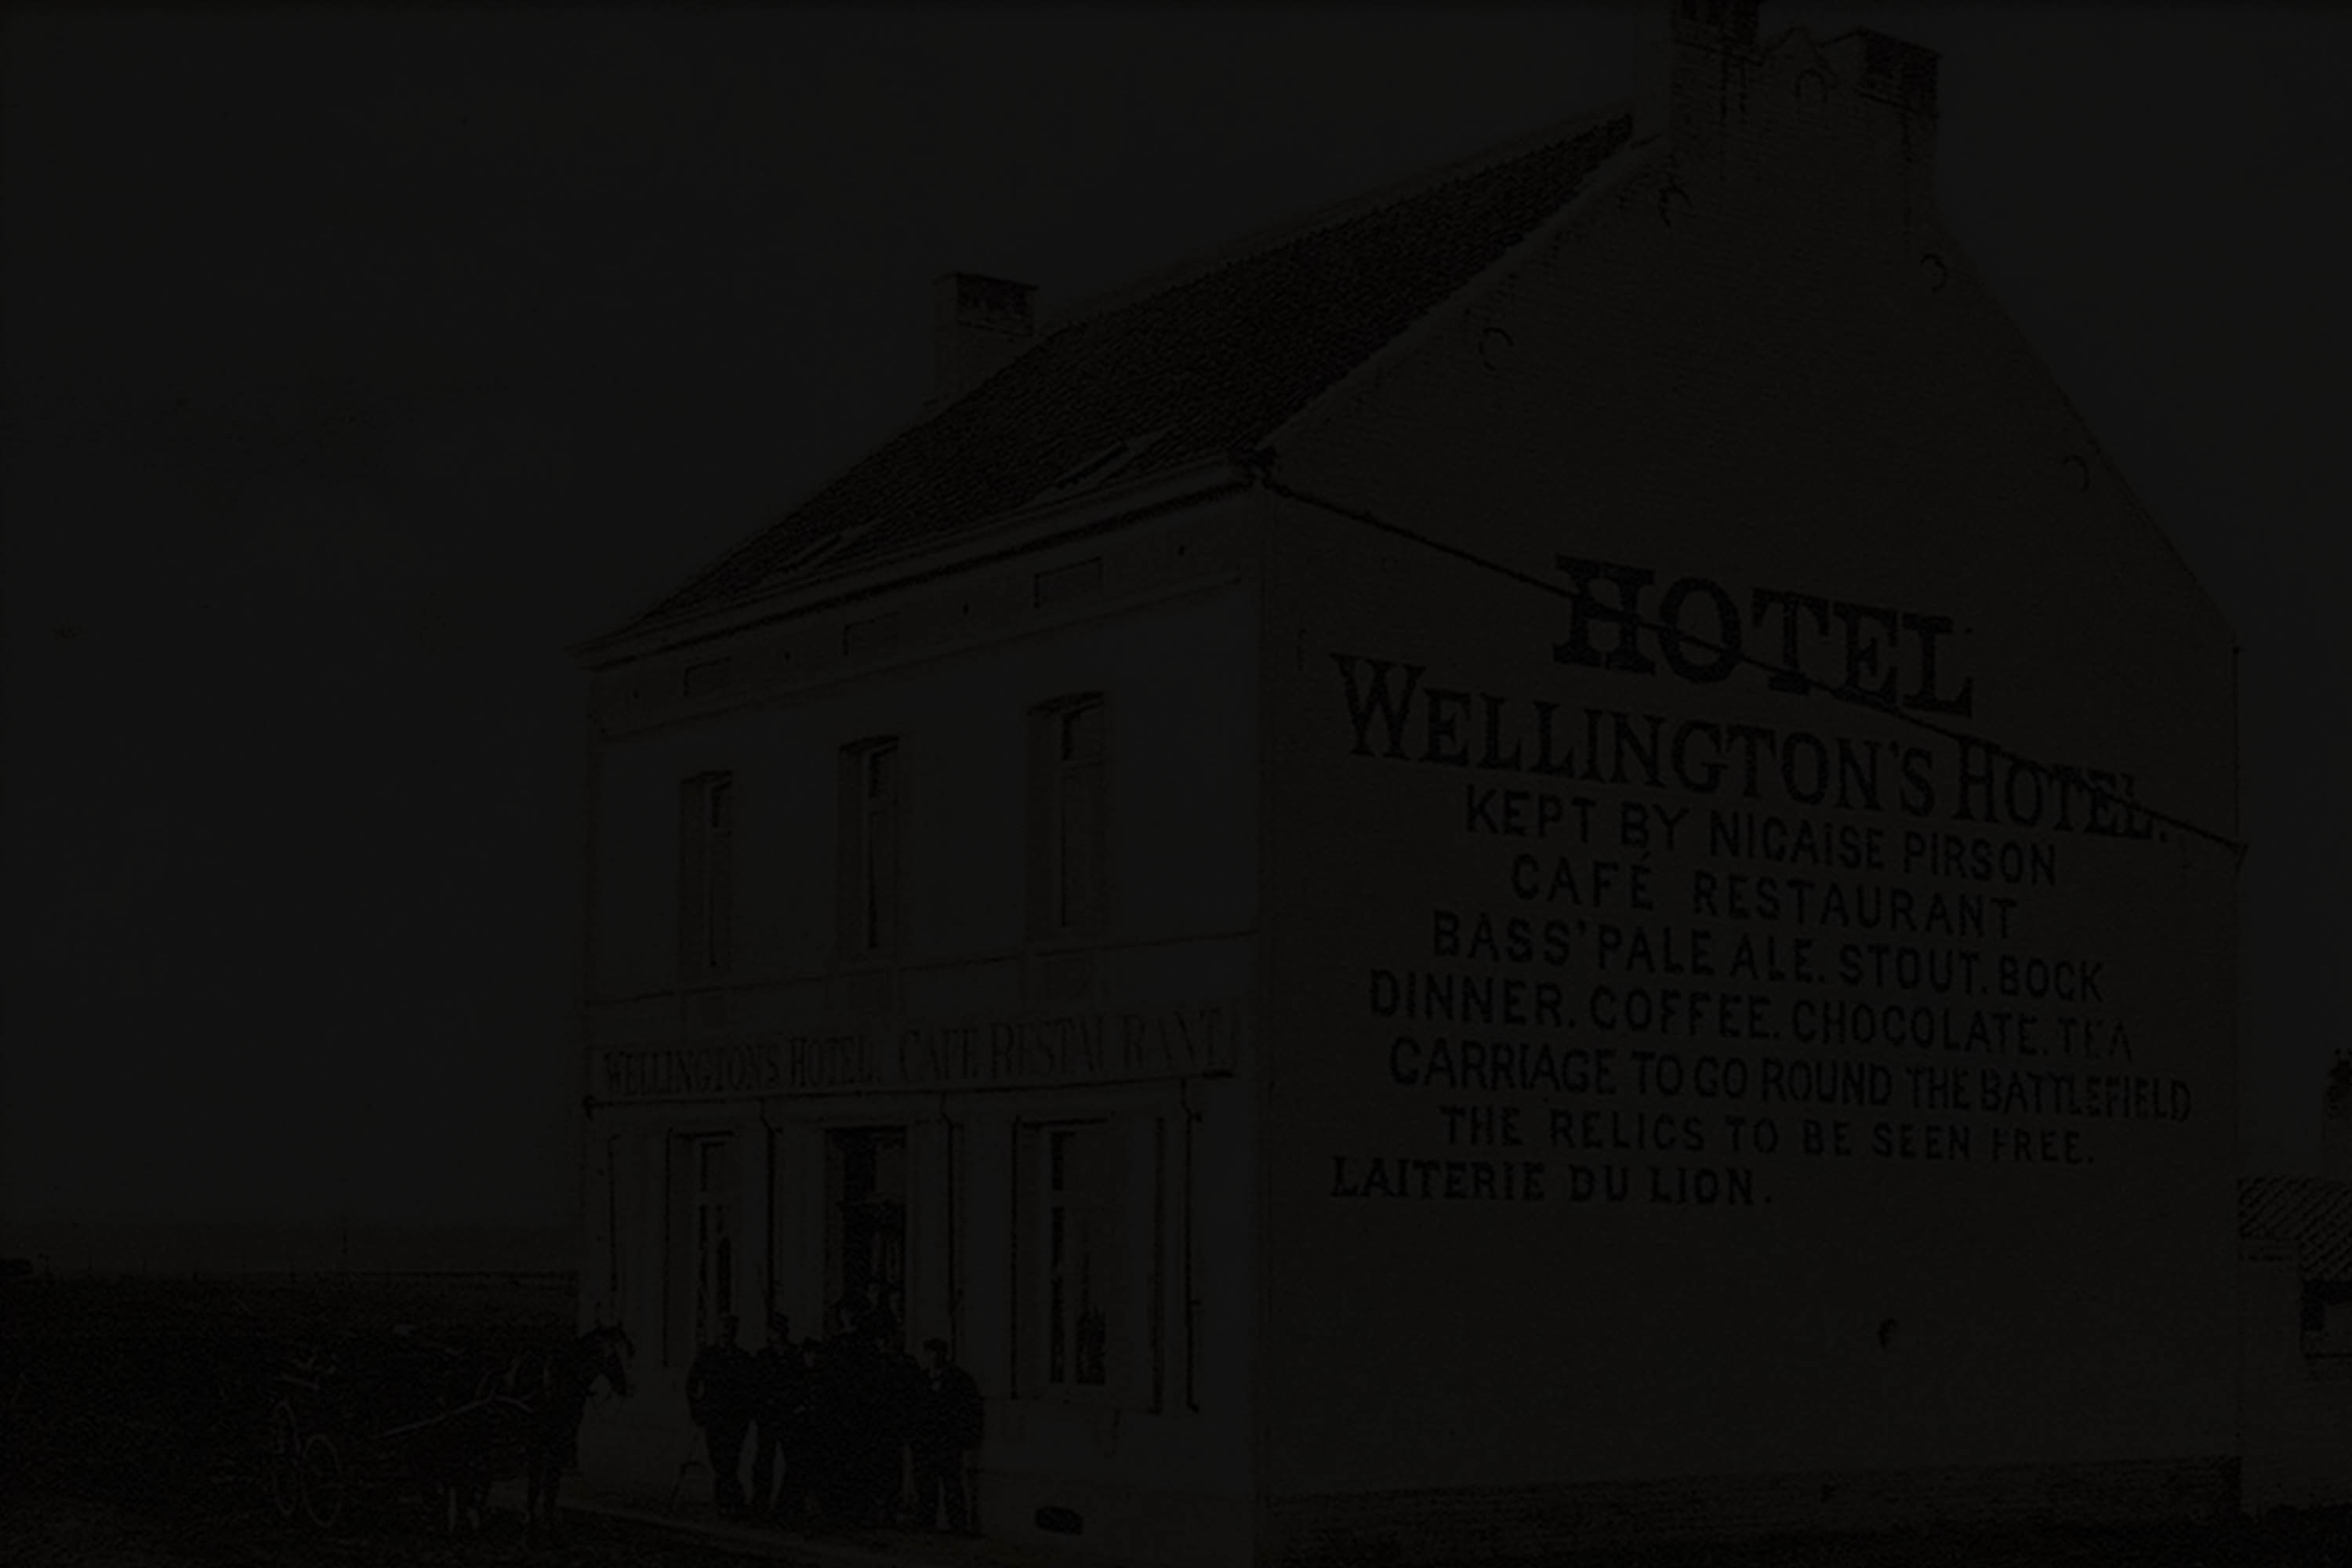 HOTEL
WELLINGTON'S HOTEL.
KEPT BY NICAISE PIRSON
CAFÉ RESTAURANT
BASS' PALE ALE. STOUT. BOCK
DINNER. COFFEE. CHOCOLATE. TEA
CARRIAGE TO GO ROUND THE BATTLEFIELD
THE RELICS TO BE SEEN FREE.
LAITERIE DU LION.
WELLINGTON'S HOTEL. CAFÉ RESTAURANT.